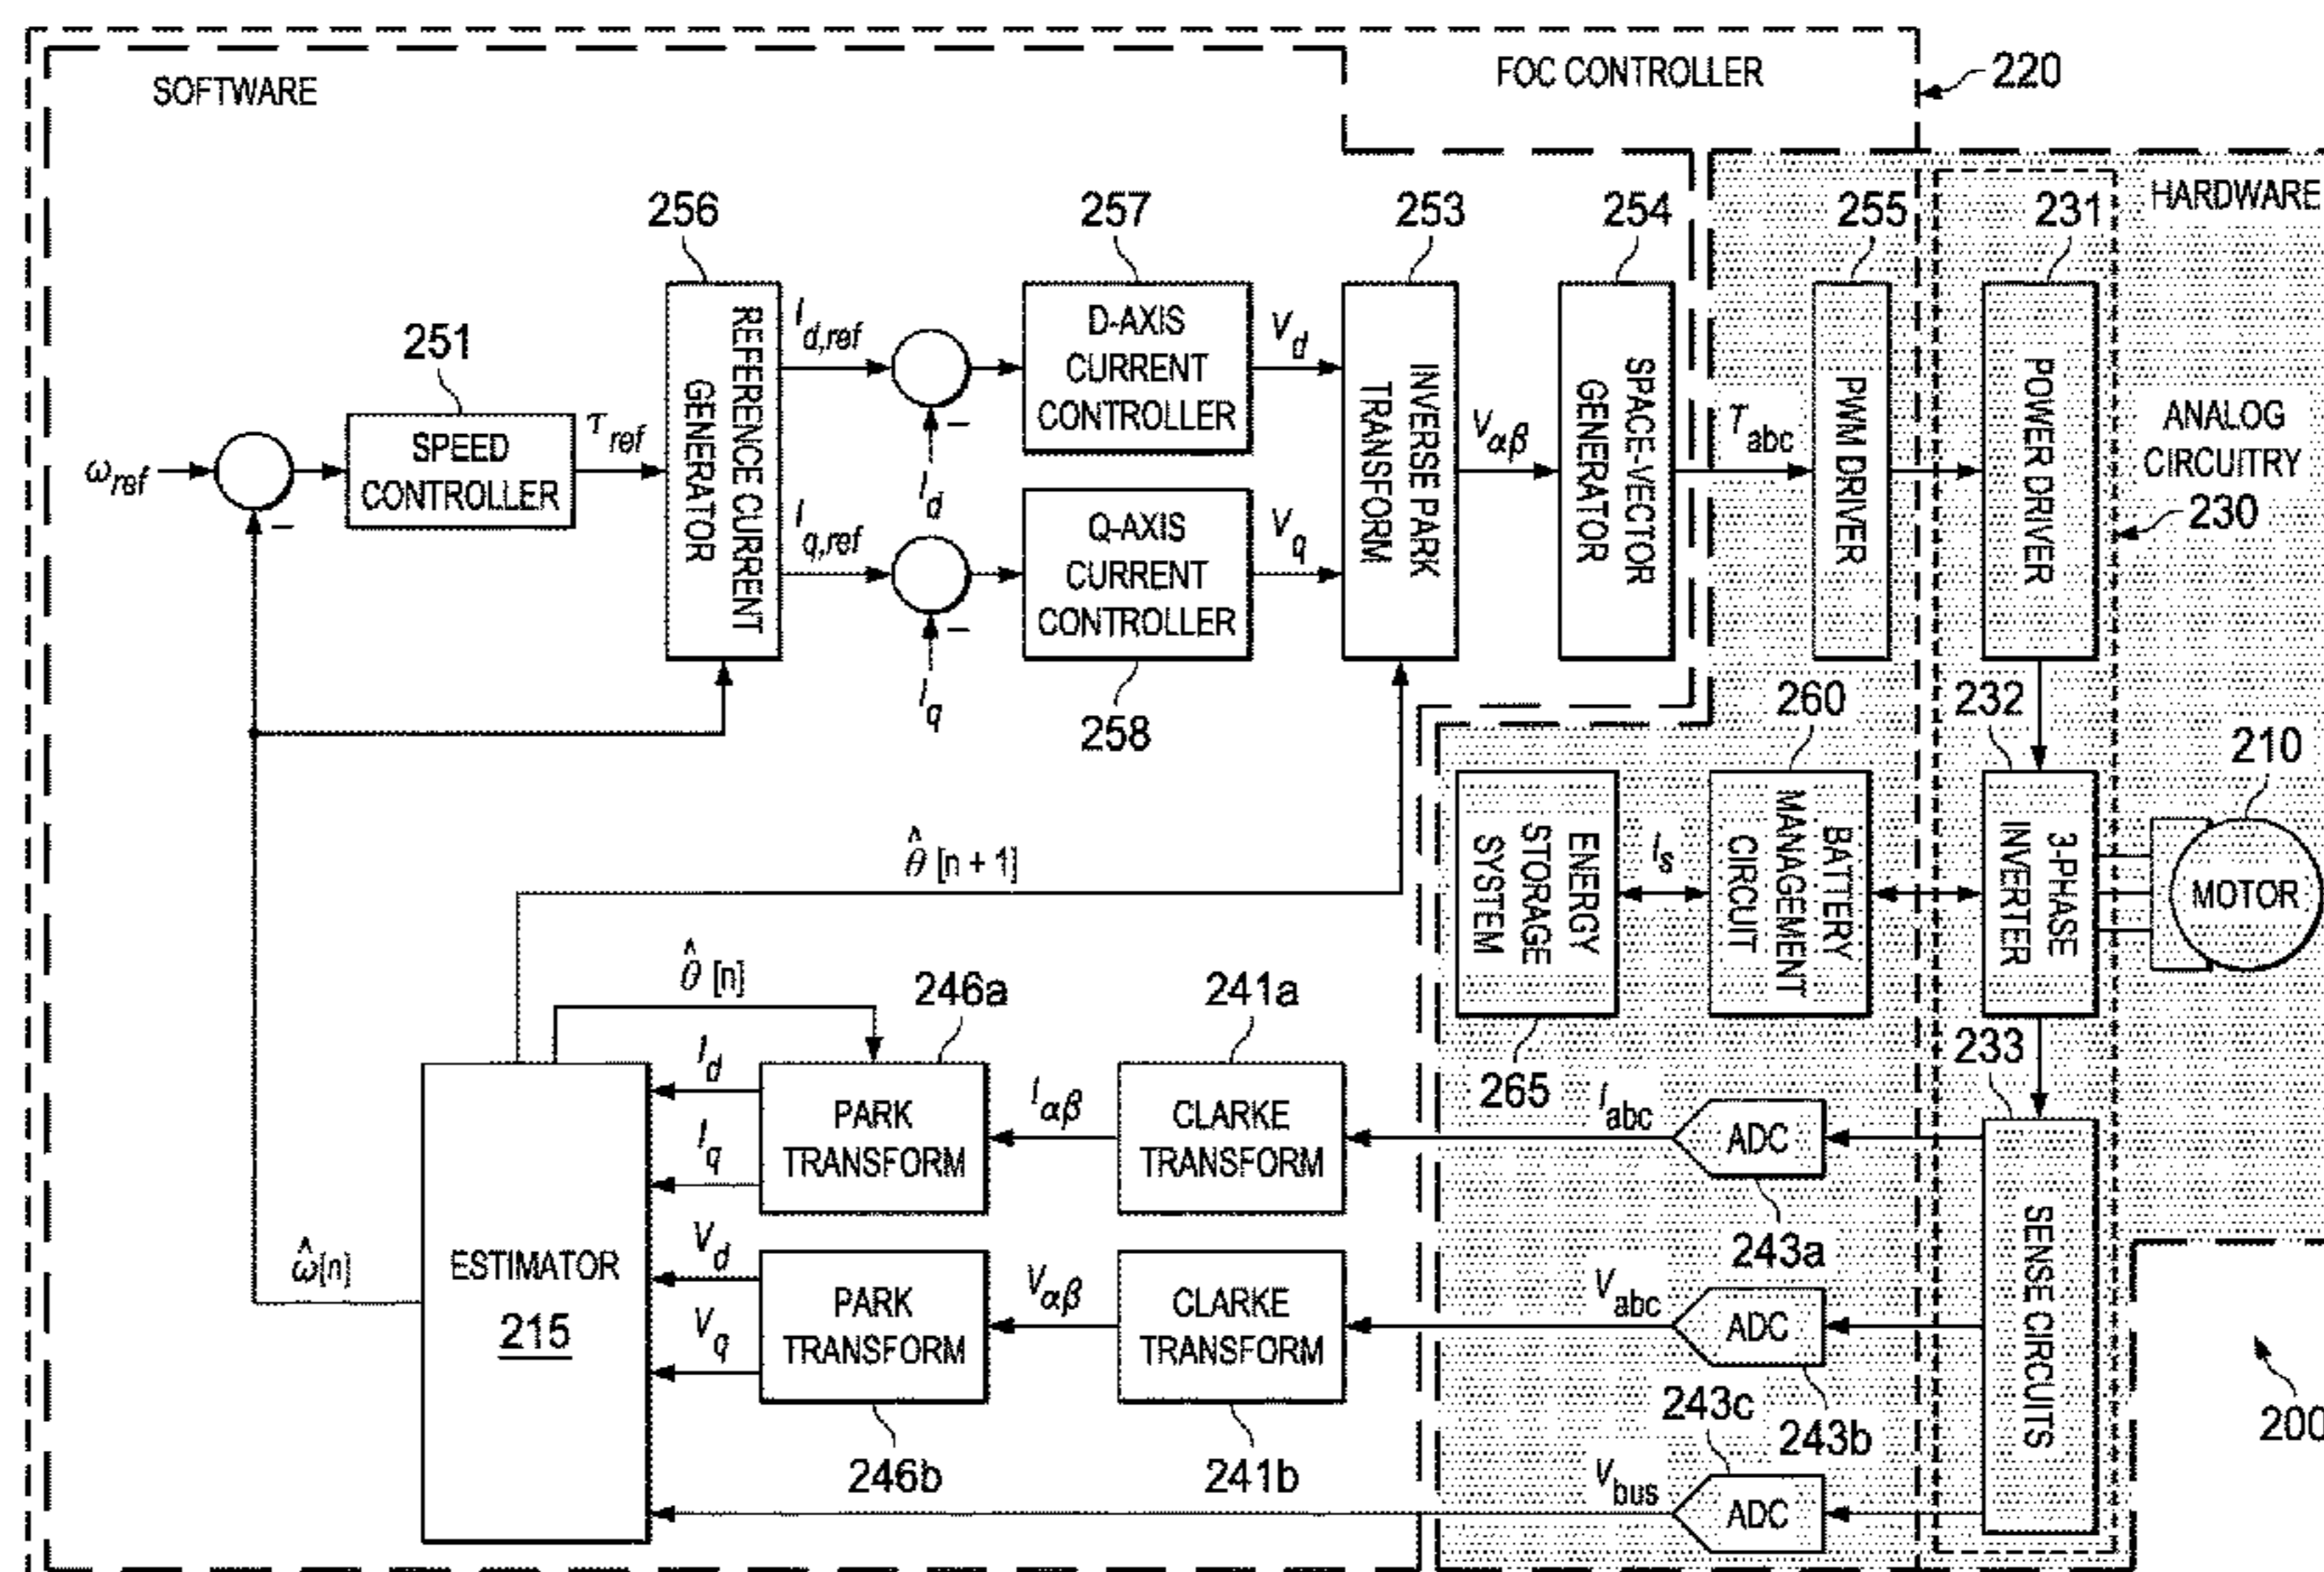 SOFTWARE
FOC CONTROLLER
220
HARDWARE
256
257
253
254
255
231
251
ω_ref
SPEED
CONTROLLER
τ_ref
REFERENCE CURRENT
GENERATOR
I_d,ref
I_q,ref
−
I_d
−
I_q
−
D-AXIS
CURRENT
CONTROLLER
Q-AXIS
CURRENT
CONTROLLER
258
V_d
V_q
INVERSE PARK
TRANSFORM
V_αβ
SPACE-VECTOR
GENERATOR
T_abc
PWM DRIVER
POWER DRIVER
ANALOG
CIRCUITRY
230
260
232
210
ENERGY
STORAGE
SYSTEM
265
I_s
BATTERY
MANAGEMENT
CIRCUIT
3-PHASE
INVERTER
MOTOR
θ̂ [n + 1]
θ̂ [n]
246a
241a
233
I_d
I_q
PARK
TRANSFORM
I_αβ
CLARKE
TRANSFORM
I_abc
ADC
243a
ω̂[n]
ESTIMATOR
215
V_d
V_q
PARK
TRANSFORM
V_αβ
CLARKE
TRANSFORM
V_abc
ADC
243b
246b
241b
243c
V_bus
ADC
SENSE CIRCUITS
200